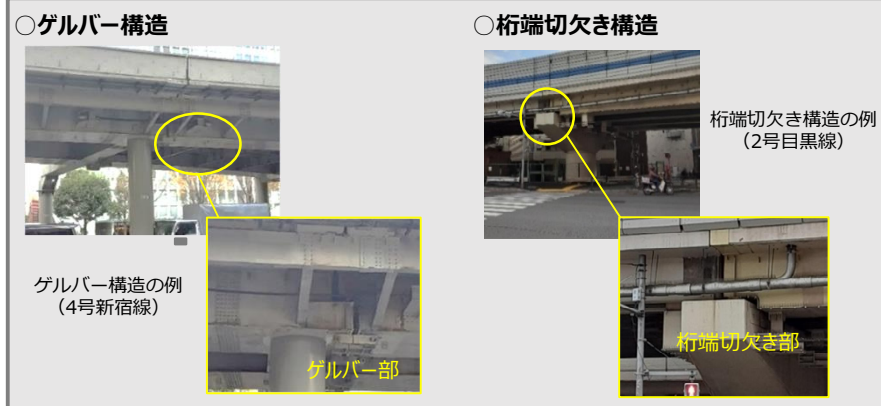 ○ゲルバー構造
ゲルバー構造の例
（4号新宿線）
ゲルバー部
○桁端切欠き構造
桁端切欠き構造の例
（2号目黒線）
桁端切欠き部